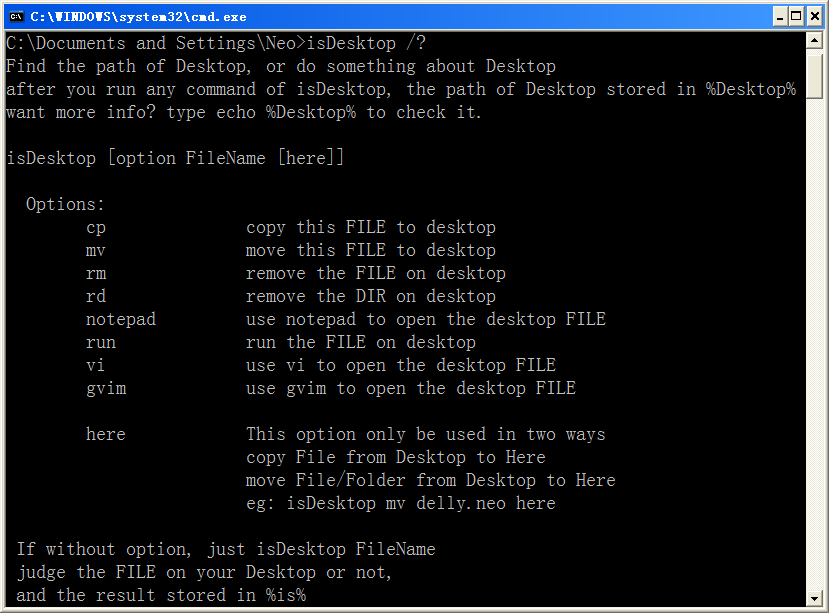 C:\WINDOWS\system32\cmd.exe
C:\Documents and Settings\Neo>isDesktop /?
Find the path of Desktop, or do something about Desktop
after you run any command of isDesktop, the path of Desktop stored in %Desktop%
want more info? type echo %Desktop% to check it.
isDesktop [option FileName [here]]
Options:
cp copy this FILE to desktop
mv move this FILE to desktop
rm remove the FILE on desktop
rd remove the DIR on desktop
notepad use notepad to open the desktop FILE
run run the FILE on desktop
vi use vi to open the desktop FILE
gvim use gvim to open the desktop FILE
here This option only be used in two ways
copy File from Desktop to Here
move File/Folder from Desktop to Here
eg: isDesktop mv delly.neo here
If without option, just isDesktop FileName
judge the FILE on your Desktop or not,
and the result stored in %is%